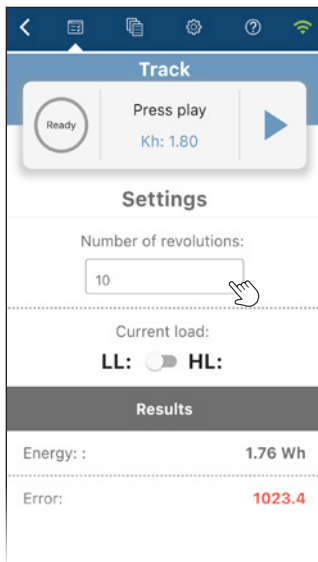 Track
Ready
Press play
Kh: 1.80
Settings
Number of revolutions:
10
Current load:
LL: HL:
Results
Energy: : 1.76 Wh
Error: 1023.4